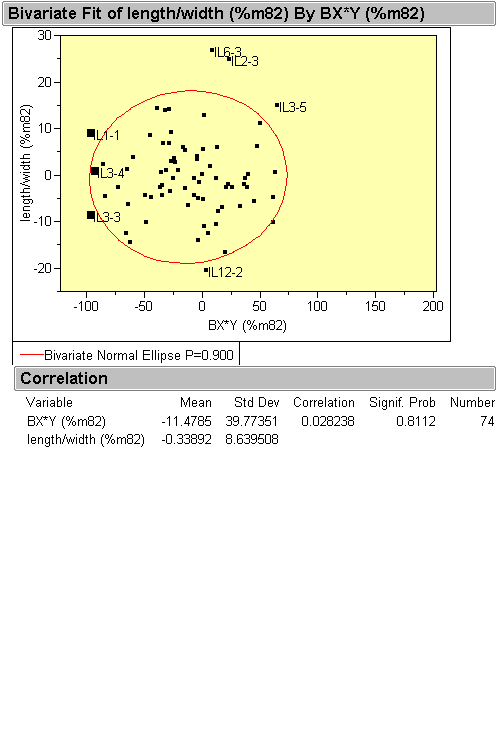 Bivariate Fit of length/width (%m82) By BX*Y (%m82)
30
20
10
0
-10
-20
length/width (%m82)
IL6-3
IL2-3
IL3-5
IL1-1
IL3-4
IL3-3
IL12-2
-100 -50 0 50 100 150 200
BX*Y (%m82)
Bivariate Normal Ellipse P=0.900
Correlation
Variable Mean Std Dev Correlation Signif. Prob Number
BX*Y (%m82) -11.4785 39.77351 0.028238 0.8112 74
length/width (%m82) -0.33892 8.639508